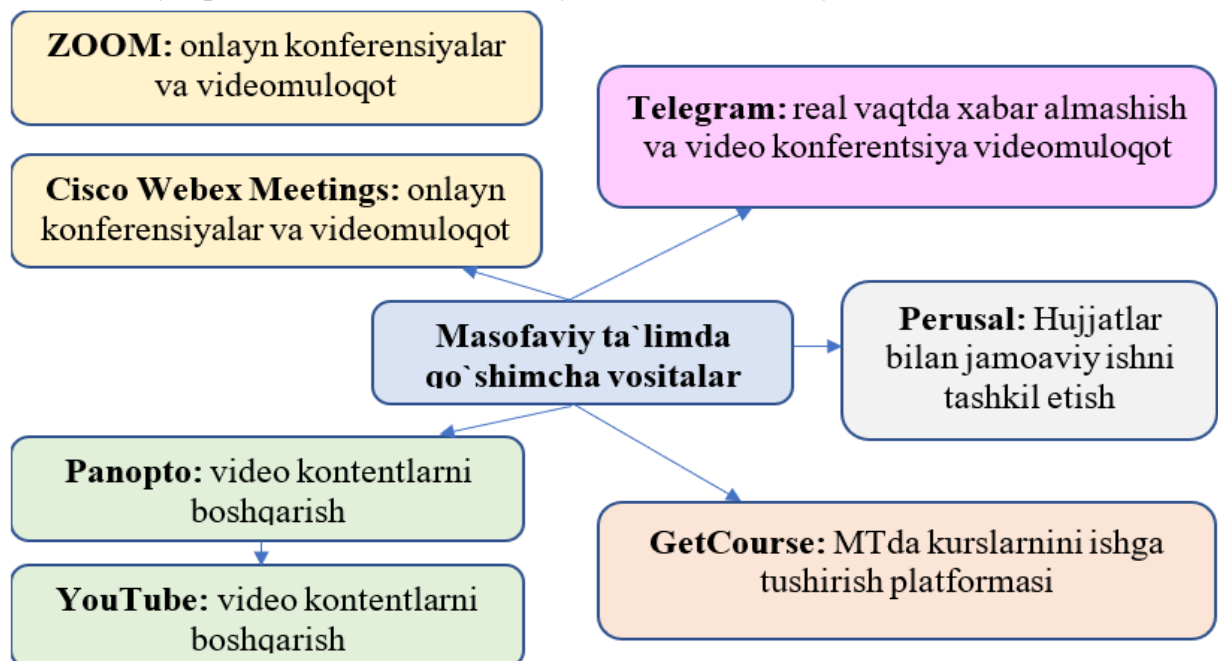 ZOOM: onlayn konferensiyalar
va videomuloqot
Telegram: real vaqtda xabar almashish
va video konferentsiya videomuloqot
Cisco Webex Meetings: onlayn
konferensiyalar va videomuloqot
Masofaviy ta`limda
qo`shimcha vositalar
Perusal: Hujjatlar
bilan jamoaviy ishni
tashkil etish
Panopto: video kontentlarni
boshqarish
GetCourse: MTda kurslarnini ishga
tushirish platformasi
YouTube: video kontentlarni
boshqarish